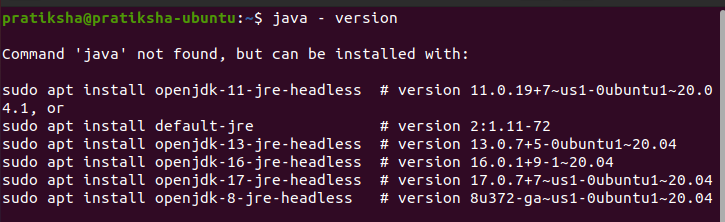 pratiksha@pratiksha-ubuntu:~$ java - version
Command 'java' not found, but can be installed with:
sudo apt install openjdk-11-jre-headless  # version 11.0.19+7~us1-0ubuntu1~20.0
4.1, or
sudo apt install default-jre              # version 2:1.11-72
sudo apt install openjdk-13-jre-headless  # version 13.0.7+5-0ubuntu1~20.04
sudo apt install openjdk-16-jre-headless  # version 16.0.1+9-1~20.04
sudo apt install openjdk-17-jre-headless  # version 17.0.7+7~us1-0ubuntu1~20.04
sudo apt install openjdk-8-jre-headless   # version 8u372-ga~us1-0ubuntu1~20.04